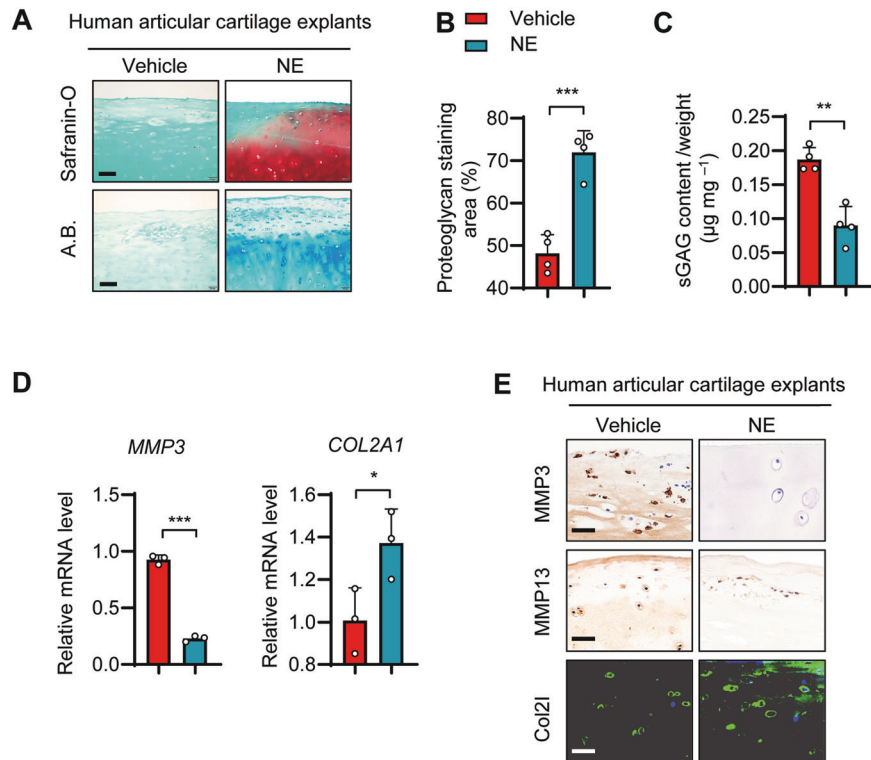 A
Human articular cartilage explants
Vehicle
NE
Safranin-O
A.B.
B
Vehicle
NE
Proteoglycan staining
area (%)
80
70
60
50
40
***
C
sGAG content /weight
(µg mg⁻¹)
0.25
0.20
0.15
0.10
0.05
0.00
**
D
MMP3
Relative mRNA level
1.5
1.0
0.5
0.0
***
COL2A1
Relative mRNA level
1.6
1.4
1.2
1.0
0.8
*
E
Human articular cartilage explants
Vehicle
NE
MMP3
MMP13
Col2I